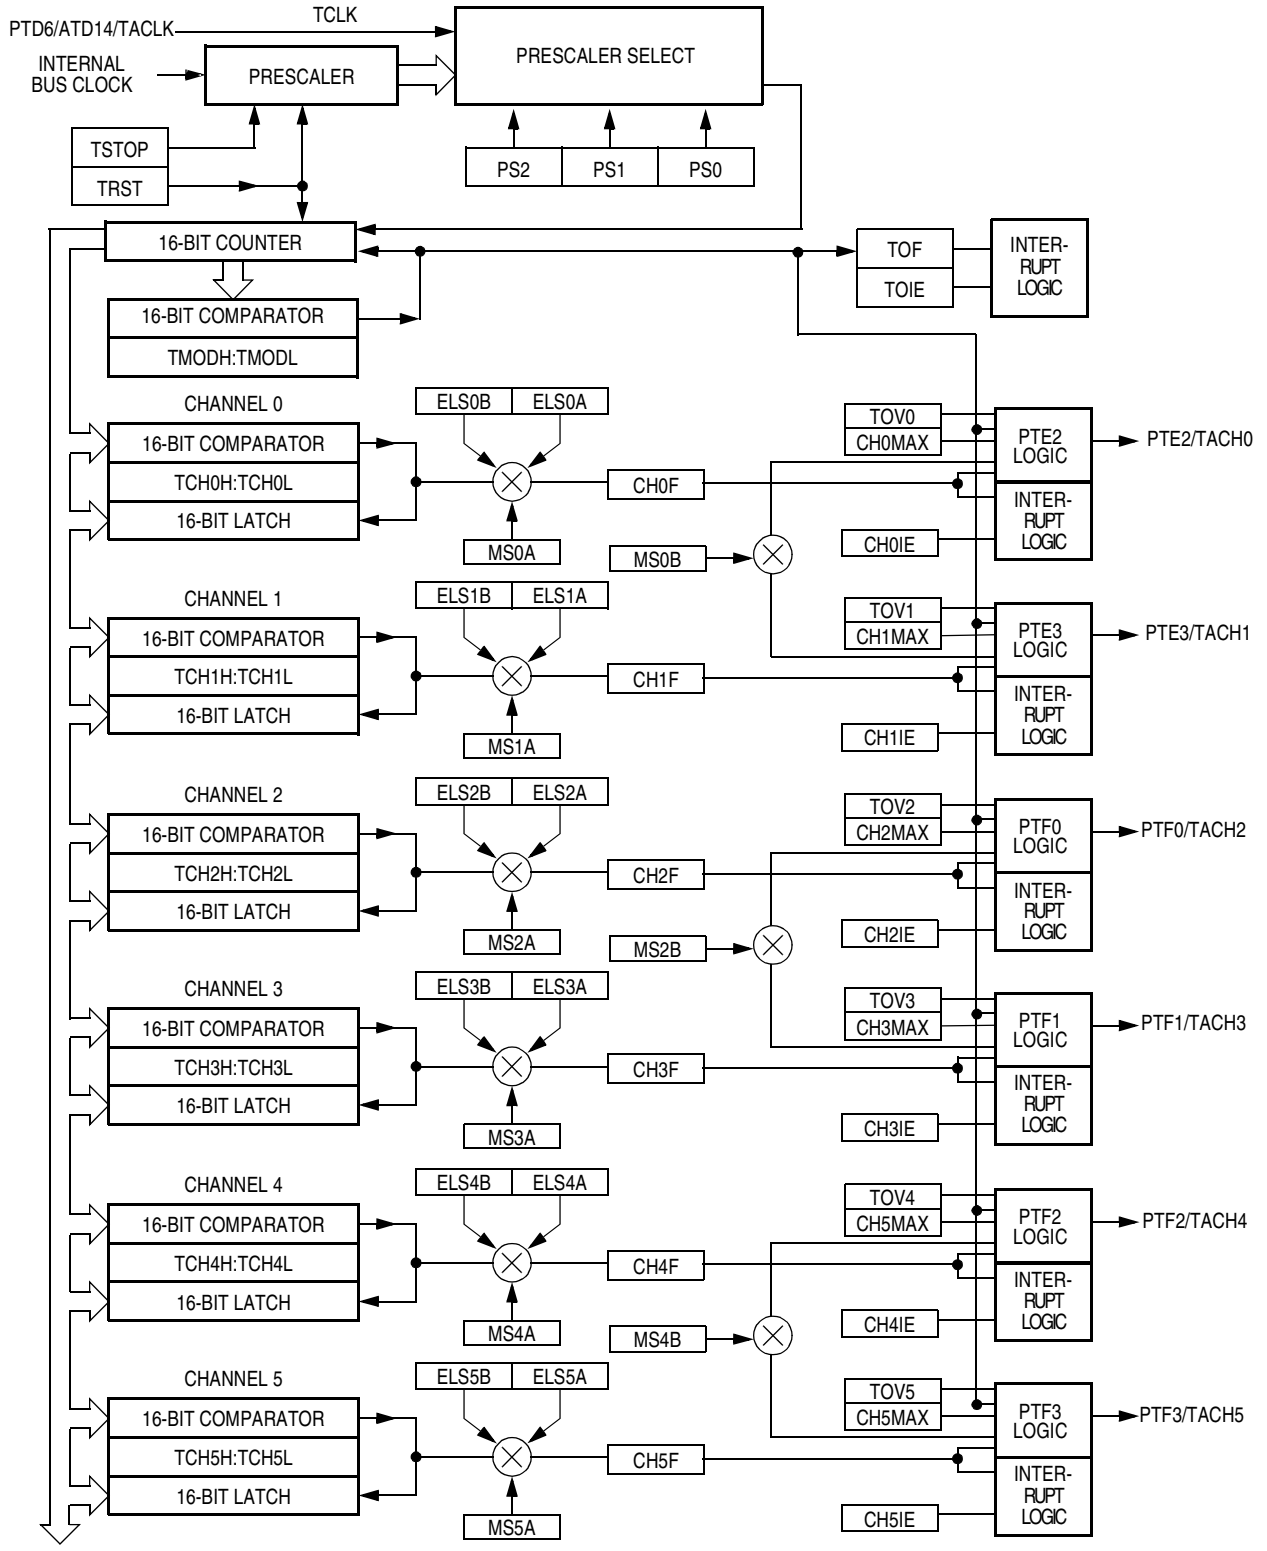 TCLK
PTD6/ATD14/TACLK
PRESCALER SELECT
INTERNAL
BUS CLOCK
PRESCALER
TSTOP
TRST
PS2
PS1
PS0
16-BIT COUNTER
TOF
TOIE
INTER-
RUPT
LOGIC
16-BIT COMPARATOR
TMODH:TMODL
CHANNEL 0
ELS0B
ELS0A
TOV0
CH0MAX
PTE2
LOGIC
PTE2/TACH0
16-BIT COMPARATOR
TCH0H:TCH0L
16-BIT LATCH
CH0F
INTER-
RUPT
LOGIC
MS0A
MS0B
CH0IE
CHANNEL 1
ELS1B
ELS1A
TOV1
CH1MAX
PTE3
LOGIC
PTE3/TACH1
16-BIT COMPARATOR
TCH1H:TCH1L
16-BIT LATCH
CH1F
INTER-
RUPT
LOGIC
MS1A
CH1IE
CHANNEL 2
ELS2B
ELS2A
TOV2
CH2MAX
PTF0
LOGIC
PTF0/TACH2
16-BIT COMPARATOR
TCH2H:TCH2L
16-BIT LATCH
CH2F
INTER-
RUPT
LOGIC
MS2A
MS2B
CH2IE
CHANNEL 3
ELS3B
ELS3A
TOV3
CH3MAX
PTF1
LOGIC
PTF1/TACH3
16-BIT COMPARATOR
TCH3H:TCH3L
16-BIT LATCH
CH3F
INTER-
RUPT
LOGIC
MS3A
CH3IE
CHANNEL 4
ELS4B
ELS4A
TOV4
CH5MAX
PTF2
LOGIC
PTF2/TACH4
16-BIT COMPARATOR
TCH4H:TCH4L
16-BIT LATCH
CH4F
INTER-
RUPT
LOGIC
MS4A
MS4B
CH4IE
CHANNEL 5
ELS5B
ELS5A
TOV5
CH5MAX
PTF3
LOGIC
PTF3/TACH5
16-BIT COMPARATOR
TCH5H:TCH5L
16-BIT LATCH
CH5F
INTER-
RUPT
LOGIC
MS5A
CH5IE